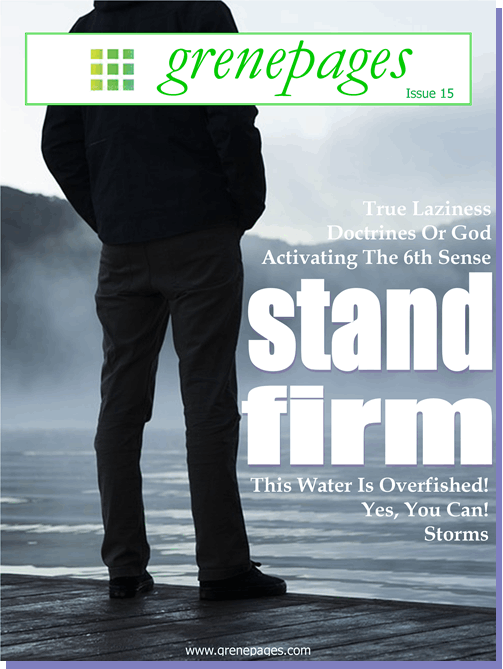 grenepages
Issue 15
True Laziness
Doctrines Or God
Activating The 6th Sense
stand
firm
This Water Is Overfished!
Yes, You Can!
Storms
www.grenepages.com